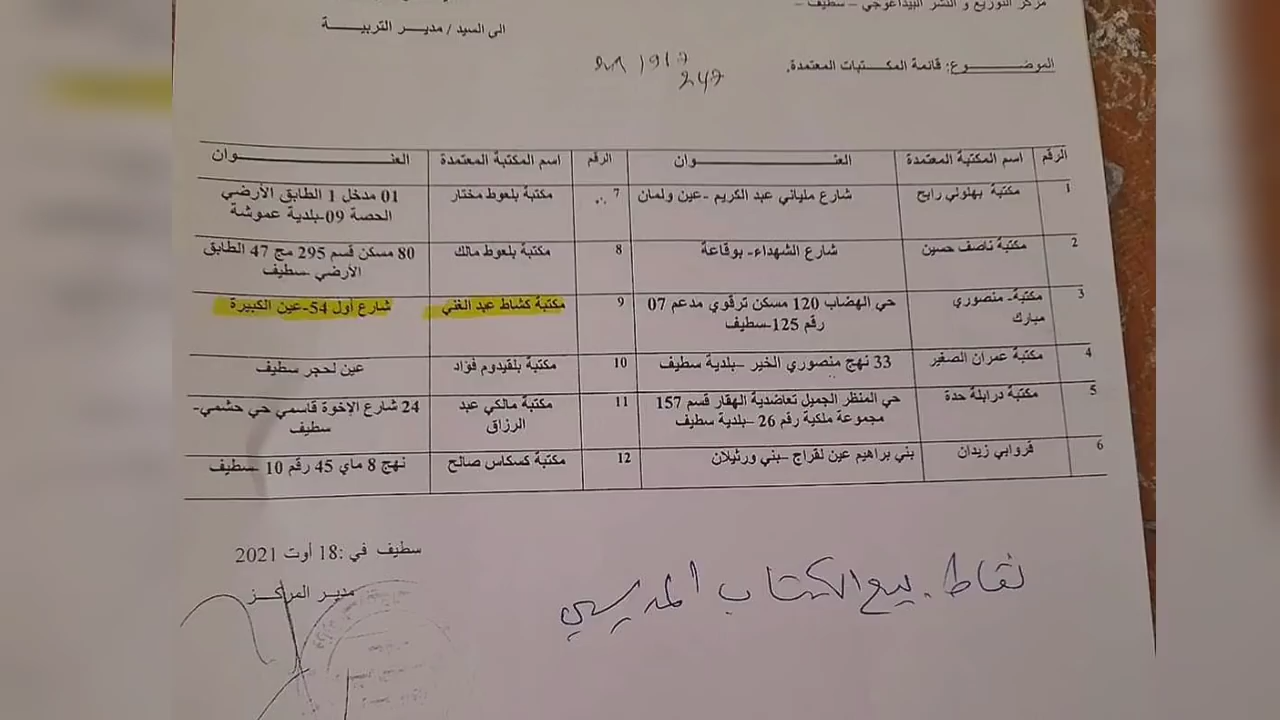 مركز التوزيع و النشر البيداغوجي – سطيف –
الى السيد / مديـر التربيـــة
الموضـــــوع: قائمة المكـتبات المعتمدة.
247
الرقم اسم المكتبة المعتمدة العنـــــــوان الرقم اسم المكتبة المعتمدة العنـــــــوان
1 مكتبة بهلولي رابح شارع ملياني عبد الكريم -عين ولمان 7 مكتبة بلعوط مختار 01 مدخل 1 الطابق الأرضي
الحصة 09-بلدية عموشة
2 مكتبة ناصف حسين شارع الشهداء- بوقاعة 8 مكتبة بلعوط مالك 80 مسكن قسم 295 مج 47 الطابق
الأرضي -سطيف
3 مكتبة- منصوري حي الهضاب 120 مسكن ترقوي مدعم 07 9 مكتبة كشاط عبد الغني شارع أول 54-عين الكبيرة
مبارك رقم 125-سطيف
4 مكتبة عمران الصغير 33 نهج منصوري الخير –بلدية سطيف 10 مكتبة بلقيدوم فؤاد عين لحجر سطيف
5 مكتبة درابلة حدة حي المنظر الجميل تعاضدية الهقار قسم 157 11 مكتبة مالكي عبد 24 شارع الإخوة قاسمي حي حشمي-
مجموعة ملكية رقم 26 –بلدية سطيف الرزاق سطيف
6 قروابي زيدان بني براهيم عين لقراج –بني ورثيلان 12 مكتبة كسكاس صالح نهج 8 ماي 45 رقم 10 -سطيف
سطيف في :18 أوت 2021
مدير المركـز
نقاط بيع الكتاب المدرسي